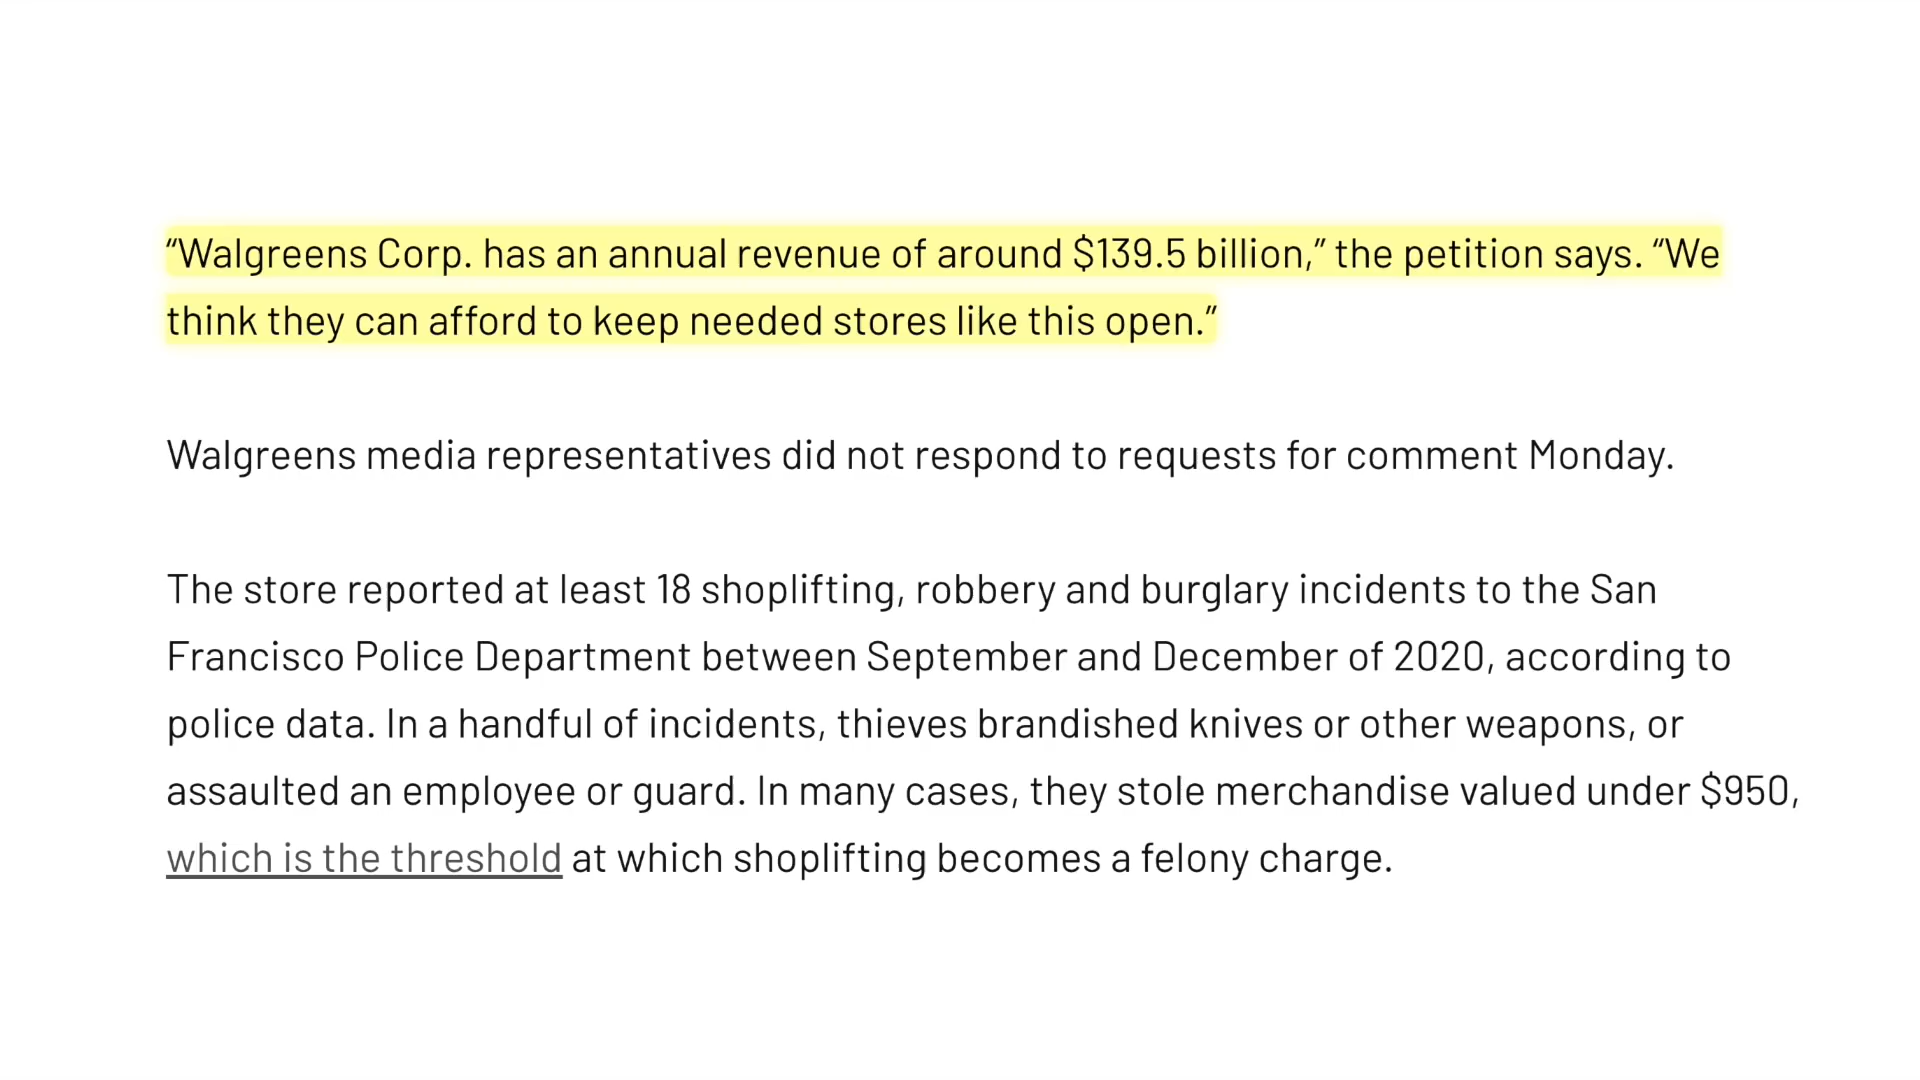 “Walgreens Corp. has an annual revenue of around $139.5 billion,” the petition says. “We
think they can afford to keep needed stores like this open.”
Walgreens media representatives did not respond to requests for comment Monday.
The store reported at least 18 shoplifting, robbery and burglary incidents to the San
Francisco Police Department between September and December of 2020, according to
police data. In a handful of incidents, thieves brandished knives or other weapons, or
assaulted an employee or guard. In many cases, they stole merchandise valued under $950,
which is the threshold at which shoplifting becomes a felony charge.